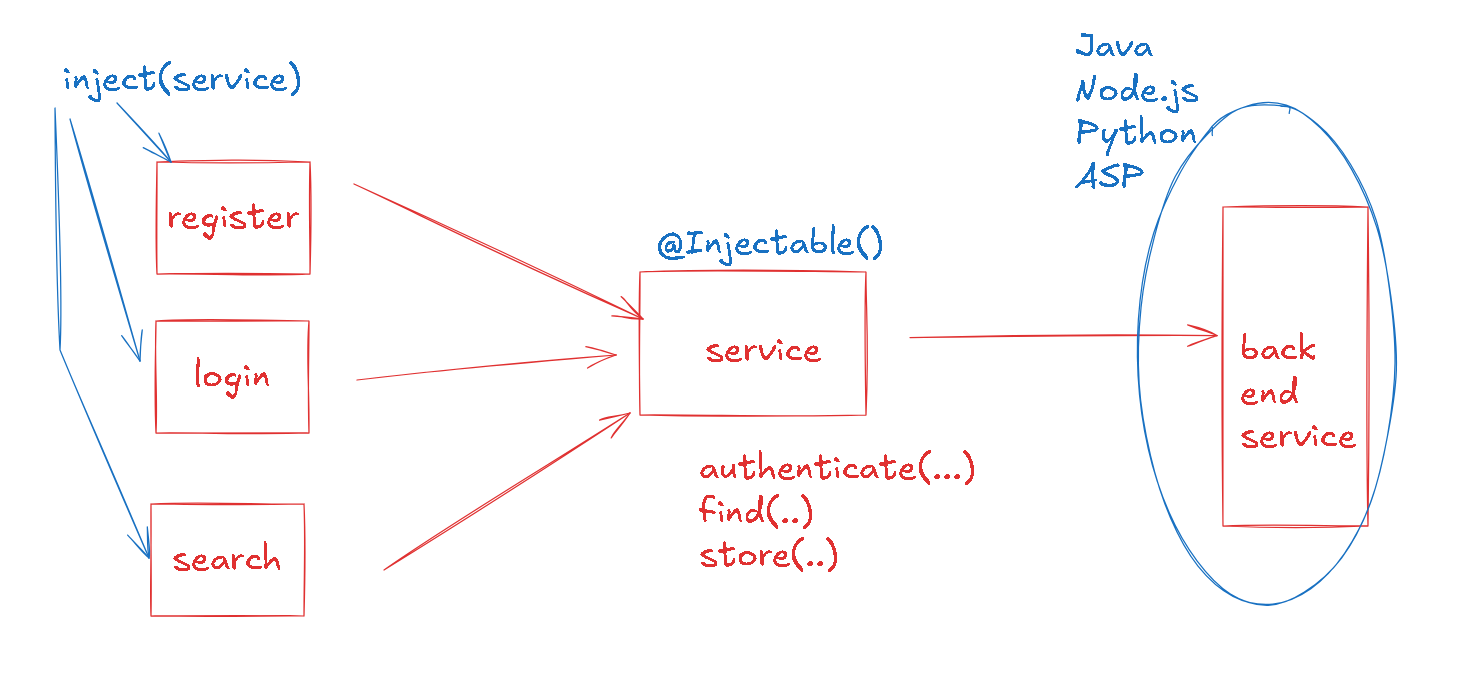 inject(service)
register
login
search
@Injectable()
service
authenticate(...)
find(..)
store(..)
Java
Node.js
Python
ASP
back
end
service